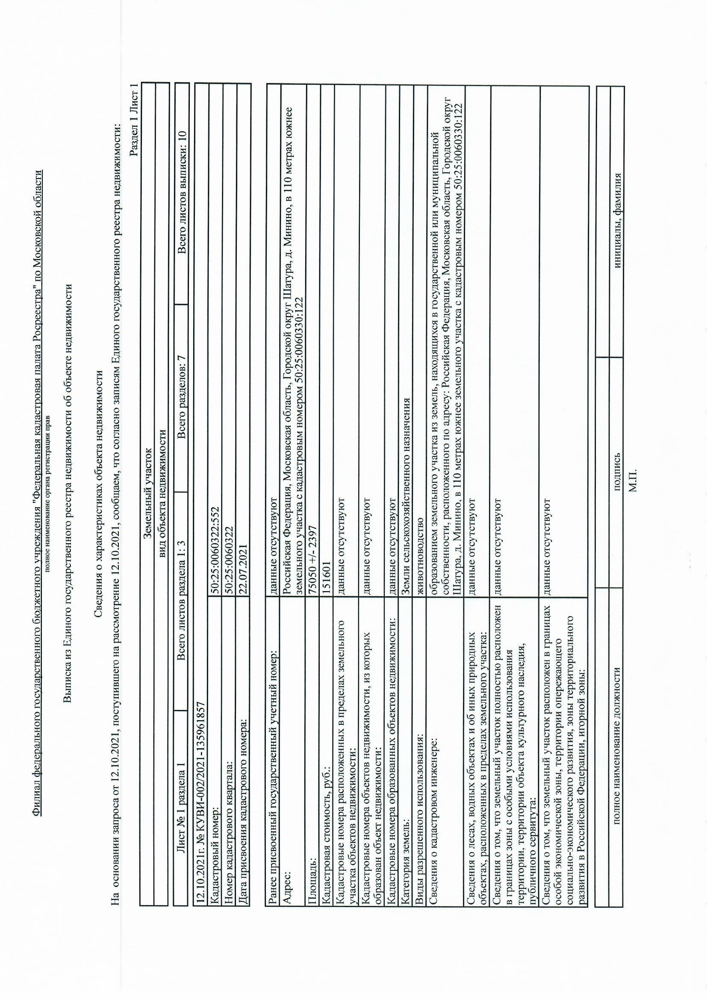 Филиал федерального государственного бюджетного учреждения "Федеральная кадастровая палата Росреестра" по Московской области
полное наименование органа регистрации прав
Выписка из Единого государственного реестра недвижимости об объекте недвижимости
Сведения о характеристиках объекта недвижимости
На основании запроса от 12.10.2021, поступившего на рассмотрение 12.10.2021, сообщаем, что согласно записям Единого государственного реестра недвижимости:
Раздел 1 Лист 1
Земельный участок
вид объекта недвижимости
Лист № 1 раздела 1 Всего листов раздела 1: 3 Всего разделов: 7 Всего листов выписки: 10
12.10.2021г. № КУВИ-002/2021-135961857
Кадастровый номер: 50:25:0060322:552
Номер кадастрового квартала: 50:25:0060322
Дата присвоения кадастрового номера: 22.07.2021
Ранее присвоенный государственный учетный номер: данные отсутствуют
Адрес: Российская Федерация, Московская область, Городской округ Шатура, д. Минино, в 110 метрах южнее
земельного участка с кадастровым номером 50:25:0060330:122
Площадь: 75050 +/- 2397
Кадастровая стоимость, руб.: 151601
Кадастровые номера расположенных в пределах земельного данные отсутствуют
участка объектов недвижимости:
Кадастровые номера объектов недвижимости, из которых данные отсутствуют
образован объект недвижимости:
Кадастровые номера образованных объектов недвижимости: данные отсутствуют
Категория земель: Земли сельскохозяйственного назначения
Виды разрешенного использования: животноводство
Сведения о кадастровом инженере: образованием земельного участка из земель, находящихся в государственной или муниципальной
собственности, расположенного по адресу: Российская Федерация, Московская область, Городской округ
Шатура, д. Минино, в 110 метрах южнее земельного участка с кадастровым номером 50:25:0060330:122
Сведения о лесах, водных объектах и об иных природных данные отсутствуют
объектах, расположенных в пределах земельного участка:
Сведения о том, что земельный участок полностью расположен данные отсутствуют
в границах зоны с особыми условиями использования
территории, территории объекта культурного наследия,
публичного сервитута:
Сведения о том, что земельный участок расположен в границах данные отсутствуют
особой экономической зоны, территории опережающего
социально-экономического развития, зоны территориального
развития в Российской Федерации, игорной зоны:
полное наименование должности подпись инициалы, фамилия
М.П.